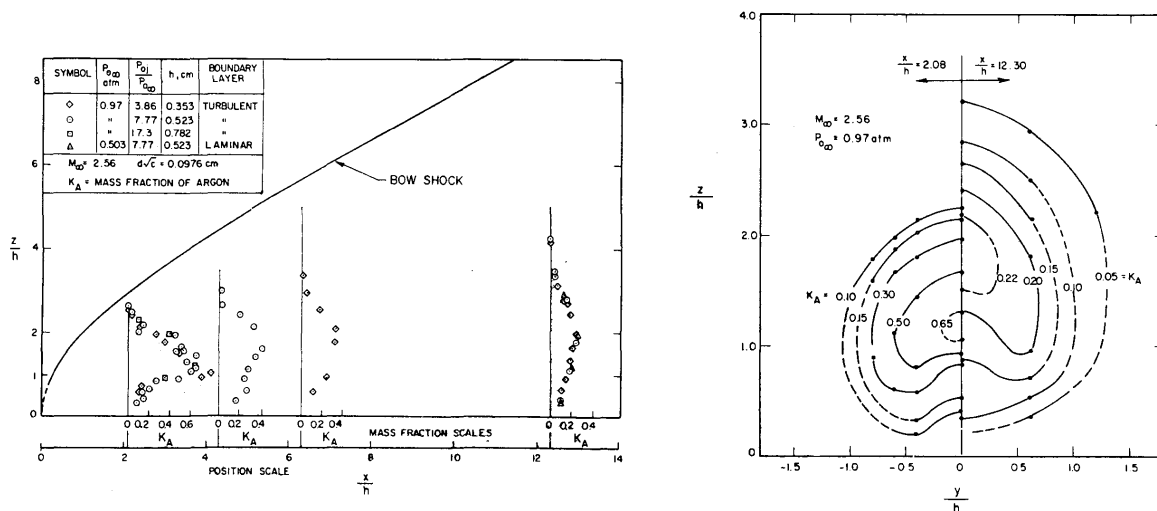 SYMBOL P₀∞ atm P₀ⱼ/P₀∞ h, cm BOUNDARY LAYER
◇ 0.97 3.86 0.353 TURBULENT
○ " 7.77 0.523 "
□ " 17.3 0.782 "
△ 0.503 7.77 0.523 LAMINAR
M∞= 2.56 d√c = 0.0976 cm
K_A = MASS FRACTION OF ARGON
BOW SHOCK
z/h
8
6
4
2
0
0 0.2 0.4 0.6
K_A
0 0.2 0.4
K_A
0 0.2 0.4
K_A
MASS FRACTION SCALES
0 0.2 0.4
K_A
0 2 4 6 8 10 12 14
POSITION SCALE
x/h
4.0
3.0
2.0
1.0
0
z/h
x/h = 2.08
x/h = 12.30
M∞ = 2.56
P₀∞ = 0.97 atm
K_A = 0.10
0.15
0.30
0.50
0.65
0.22
0.20
0.15
0.10
0.05 = K_A
-1.5 -1.0 -0.5 0 0.5 1.0 1.5
y/h